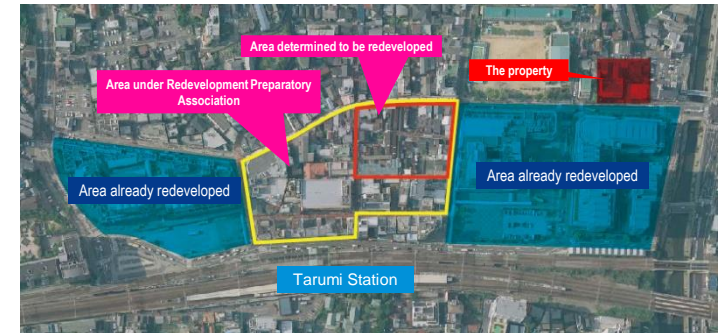 Area determined to be redeveloped
The property
Area under Redevelopment Preparatory
Association
Area already redeveloped
Area already redeveloped
Tarumi Station